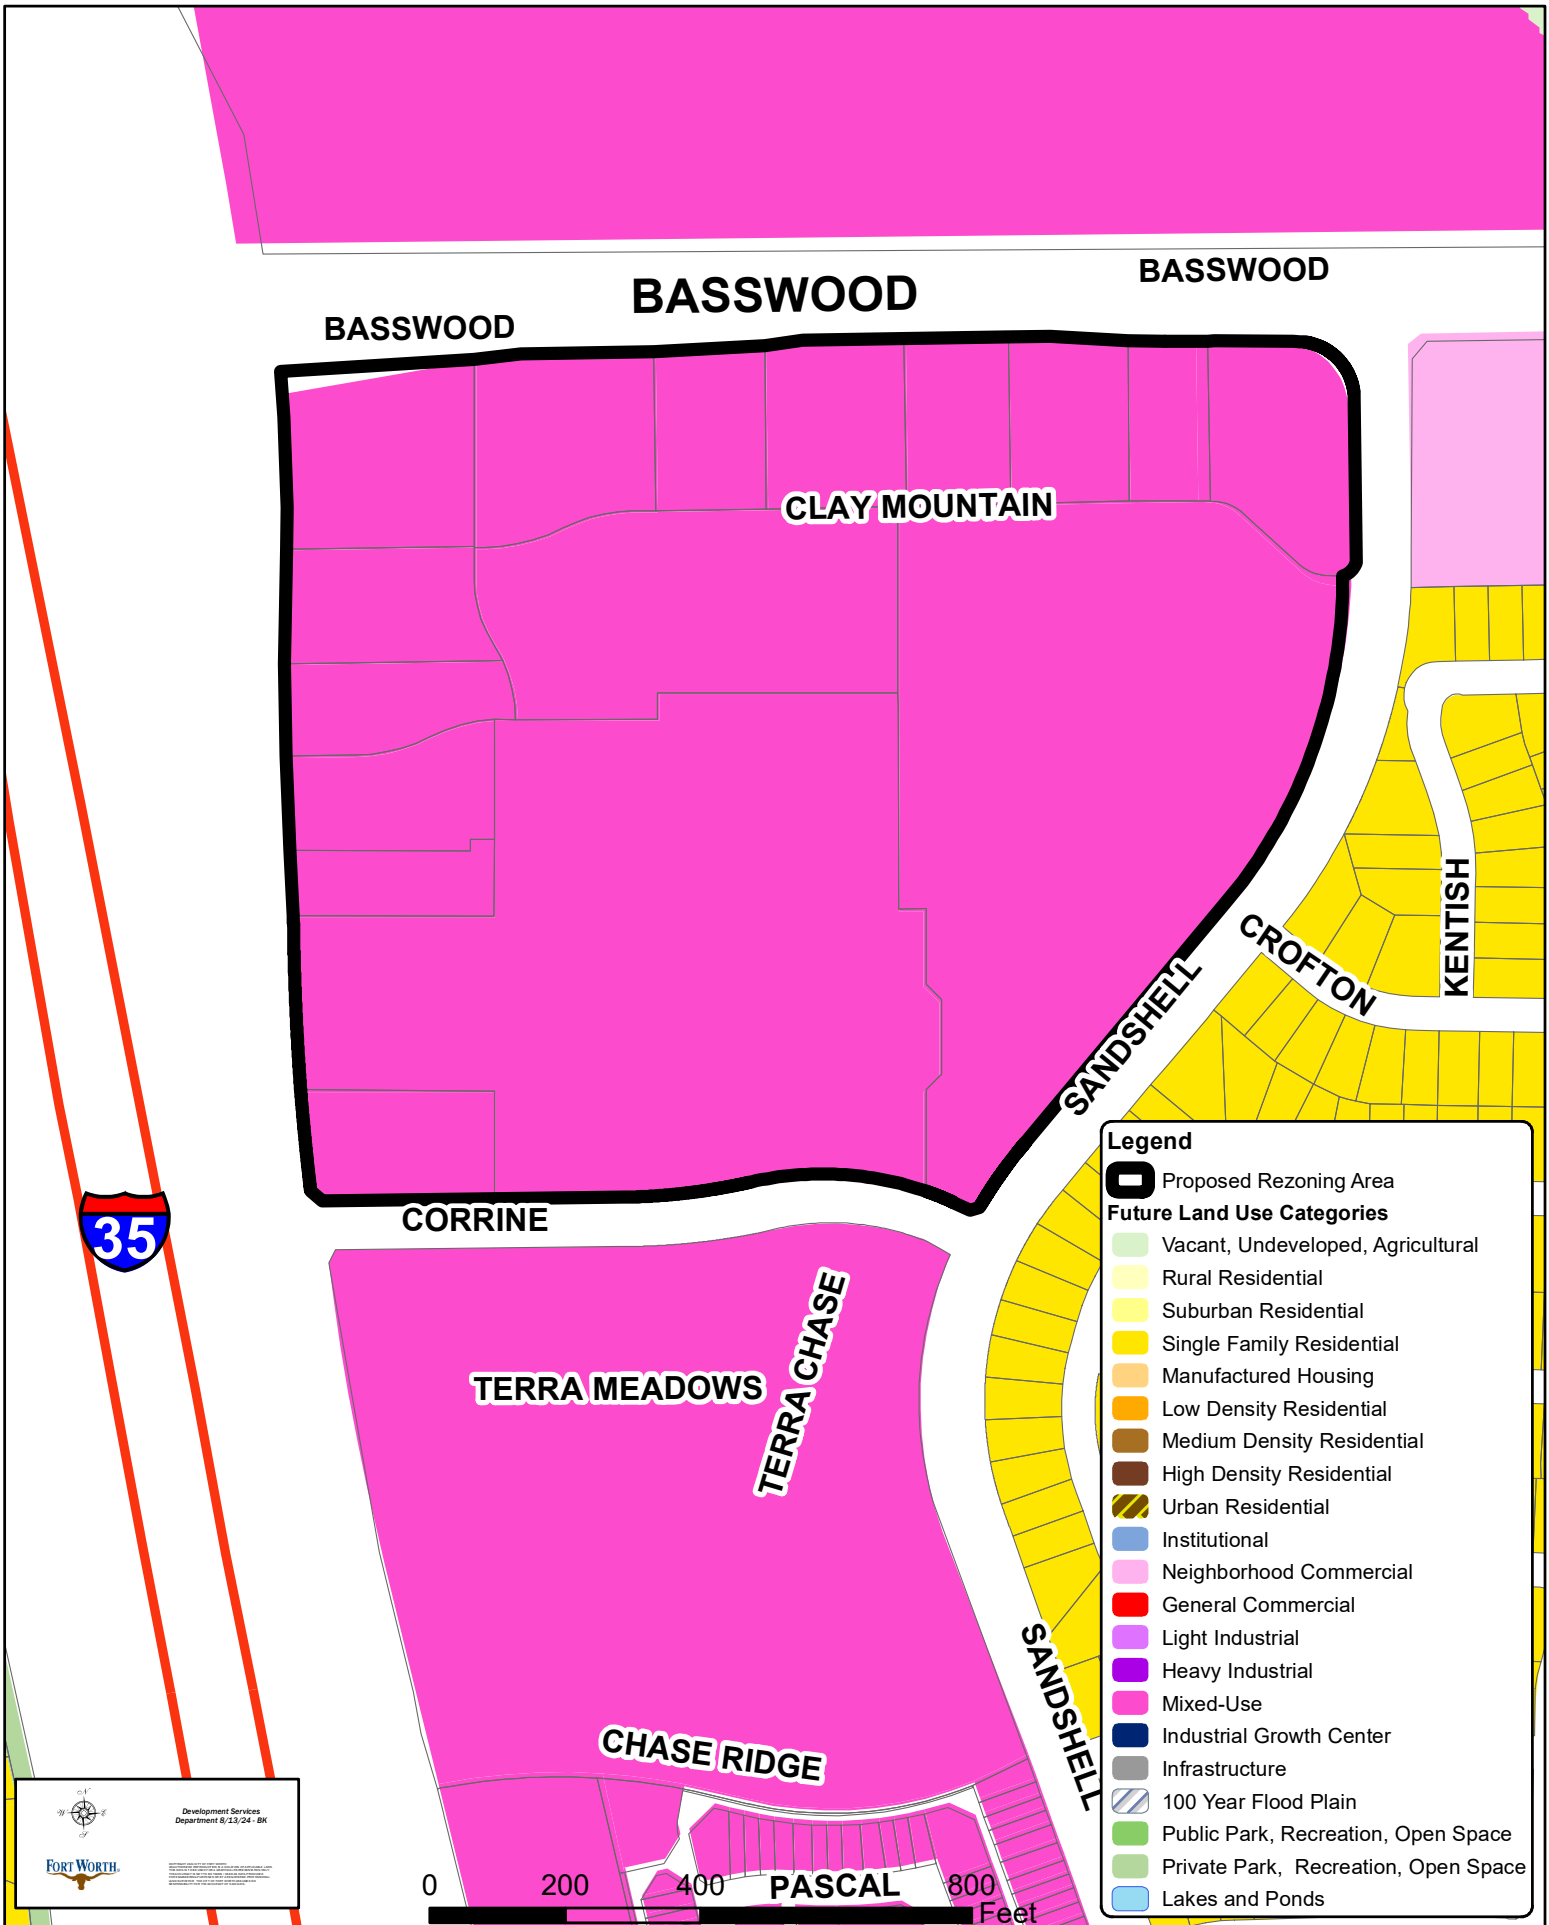 BASSWOOD
BASSWOOD
BASSWOOD
CLAY MOUNTAIN
KENTISH
CROFTON
SANDSHELL
CORRINE
35
TERRA CHASE
TERRA MEADOWS
SANDSHELL
CHASE RIDGE
PASCAL
Legend
Proposed Rezoning Area
Future Land Use Categories
Vacant, Undeveloped, Agricultural
Rural Residential
Suburban Residential
Single Family Residential
Manufactured Housing
Low Density Residential
Medium Density Residential
High Density Residential
Urban Residential
Institutional
Neighborhood Commercial
General Commercial
Light Industrial
Heavy Industrial
Mixed-Use
Industrial Growth Center
Infrastructure
100 Year Flood Plain
Public Park, Recreation, Open Space
Private Park, Recreation, Open Space
Lakes and Ponds
N
W E
S
Development Services
Department 8/13/24 - BK
FORT WORTH
0 200 400 800
Feet